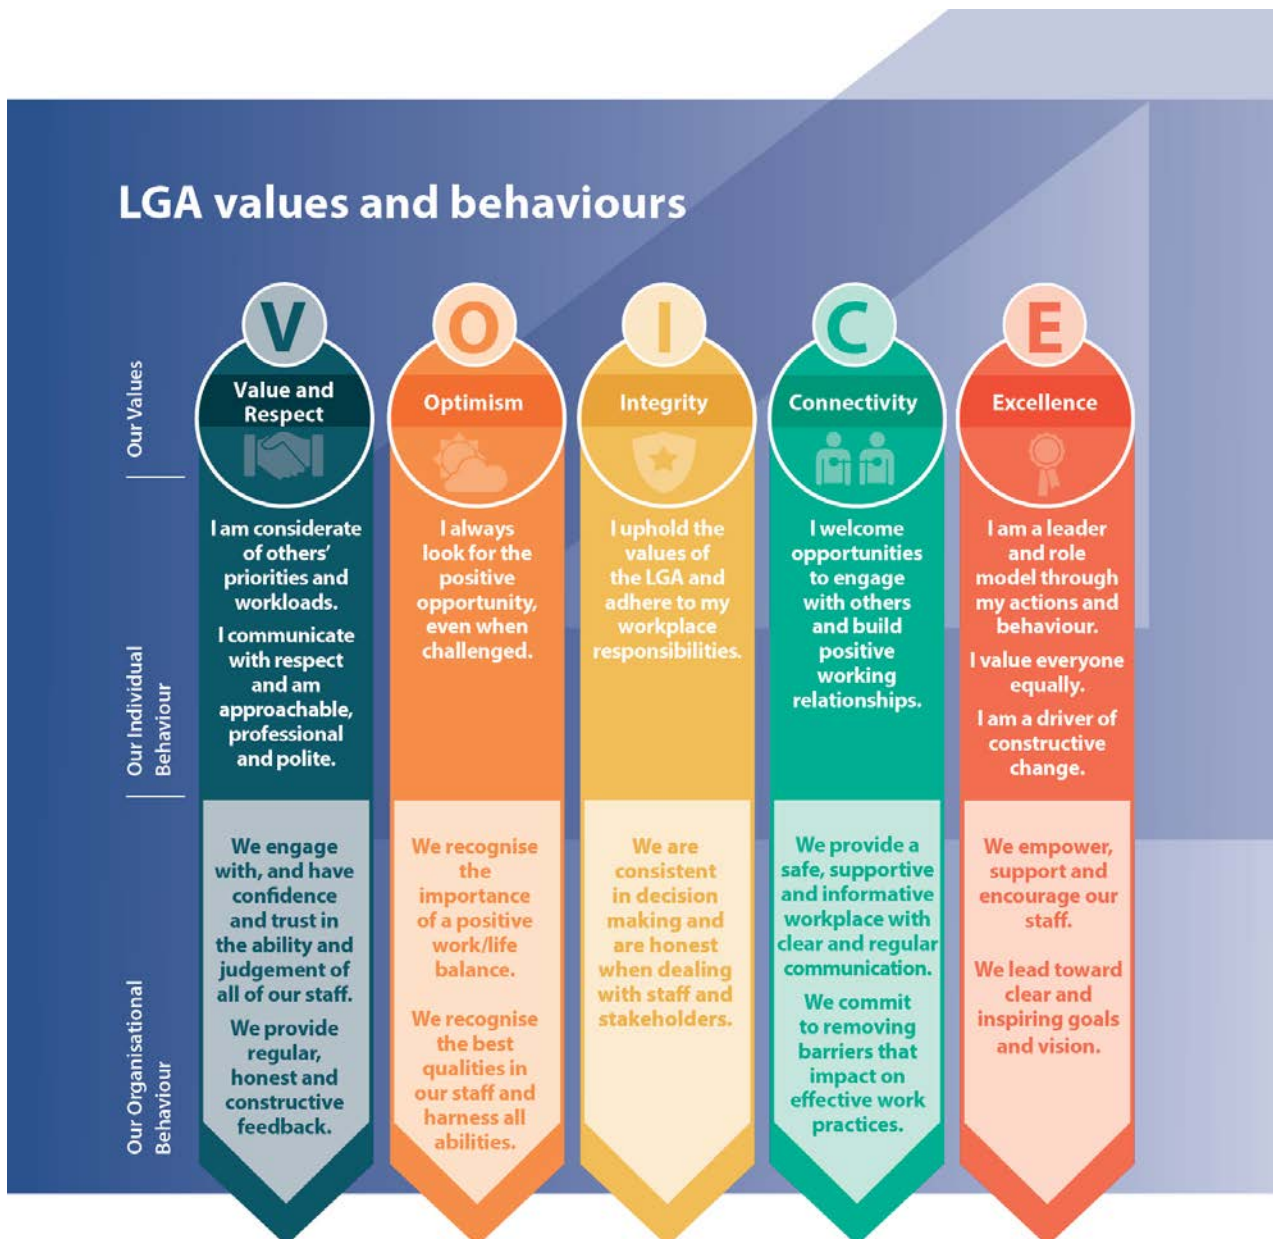 LGA values and behaviours
Our Values
V
Value and
Respect
O
Optimism
I
Integrity
C
Connectivity
E
Excellence
Our Individual
Behaviour
I am considerate
of others'
priorities and
workloads.
I communicate
with respect
and am
approachable,
professional
and polite.
I always
look for the
positive
opportunity,
even when
challenged.
I uphold the
values of
the LGA and
adhere to my
workplace
responsibilities.
I welcome
opportunities
to engage
with others
and build
positive
working
relationships.
I am a leader
and role
model through
my actions and
behaviour.
I value everyone
equally.
I am a driver of
constructive
change.
Our Organisational
Behaviour
We engage
with, and have
confidence
and trust in
the ability and
judgement of
all of our staff.
We provide
regular,
honest and
constructive
feedback.
We recognise
the
importance
of a positive
work/life
balance.
We recognise
the best
qualities in
our staff and
harness all
abilities.
We are
consistent
in decision
making and
are honest
when dealing
with staff and
stakeholders.
We provide a
safe, supportive
and informative
workplace with
clear and regular
communication.
We commit
to removing
barriers that
impact on
effective work
practices.
We empower,
support and
encourage our
staff.
We lead toward
clear and
inspiring goals
and vision.